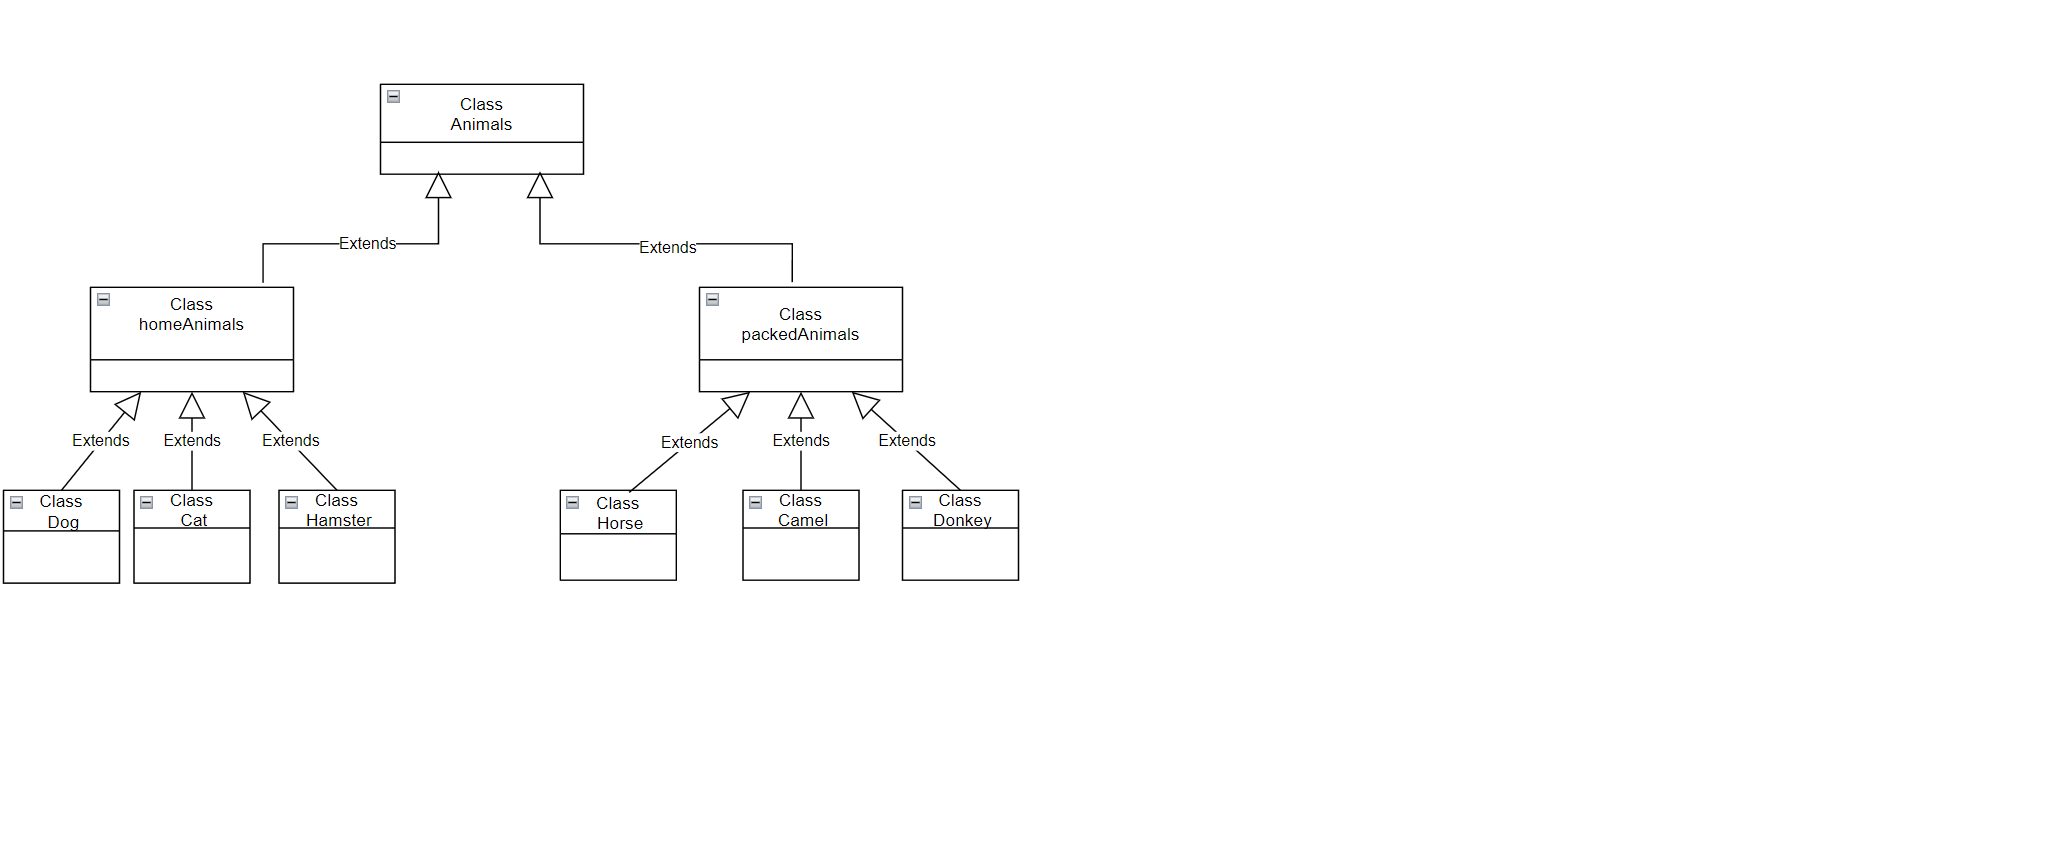 Class
Animals
Extends
Extends
Class
homeAnimals
Class
packedAnimals
Extends
Extends
Extends
Extends
Extends
Extends
Class
Dog
Class
Cat
Class
Hamster
Class
Horse
Class
Camel
Class
Donkey